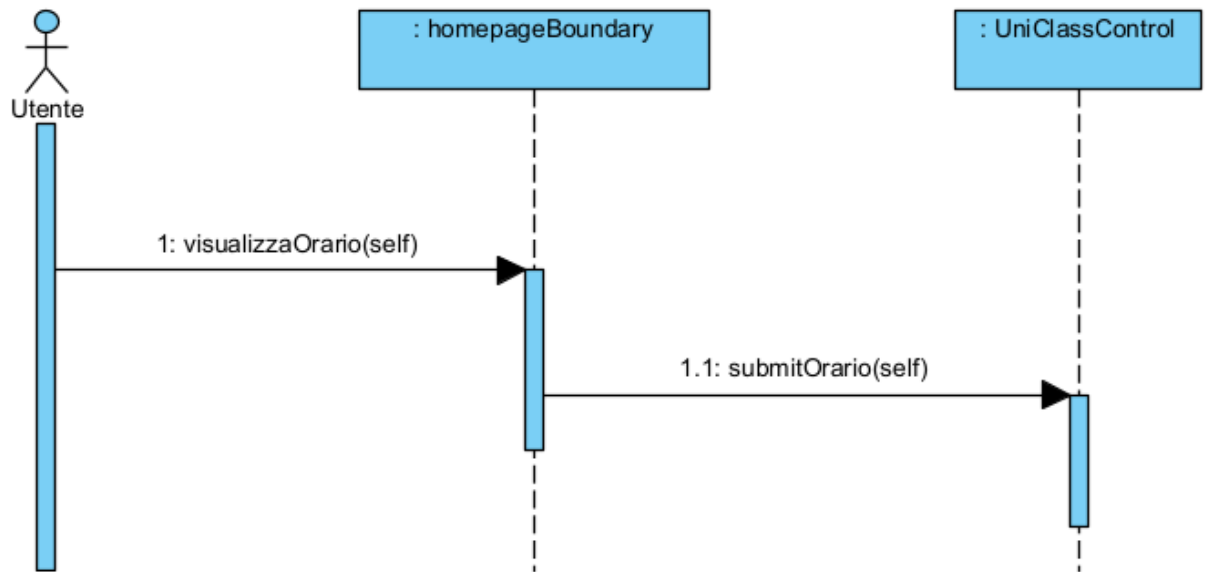 : homepageBoundary
: UniClassControl
Utente
1: visualizzaOrario(self)
1.1: submitOrario(self)